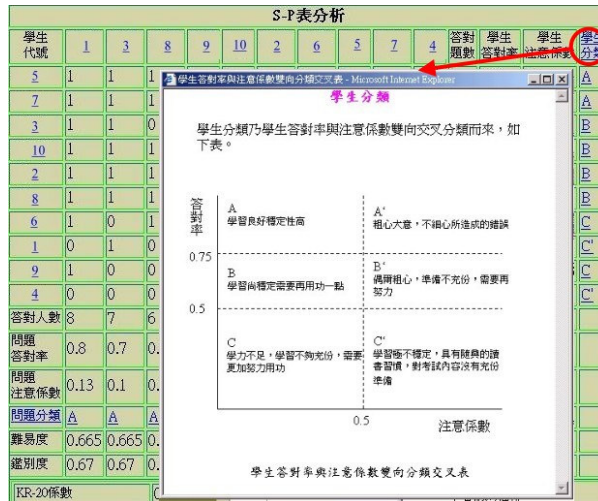 S-P表分析
學生代號 1 3 8 9 10 2 6 5 7 4 答對題數 學生答對率 學生注意係數 學生分類
5 1 1 1 A
7 1 1 1 A
3 1 1 0 B
10 1 1 1 B
2 1 1 1 B
8 1 1 1 B
6 1 0 1 C
1 0 1 0 C'
9 1 0 0 C
4 0 0 0 C'
答對人數 8 7 6
問題答對率 0.8 0.7 0.
問題注意係數 0.13 0.1 0.
問題分類 A A A
難易度 0.665 0.665 0.
鑑別度 0.67 0.67 0.
KR-20係數
學生答對率與注意係數雙向分類交叉表 - Microsoft Internet Explorer
學生分類
學生分類乃學生答對率與注意係數雙向交叉分類而來，如
下表。
答對率
0.75
0.5
A
學習良好穩定性高
A'
粗心大意，不細心所造成的錯誤
B
學習尚穩定需要再用功一點
B'
偶爾粗心，準備不充份，需要再
努力
C
學力不足，學習不夠充份，需要
更加努力用功
C'
學習極不穩定，具有隨興的讀
書習慣，對考試內容沒有充份
準備
0.5
注意係數
學生答對率與注意係數雙向分類交叉表